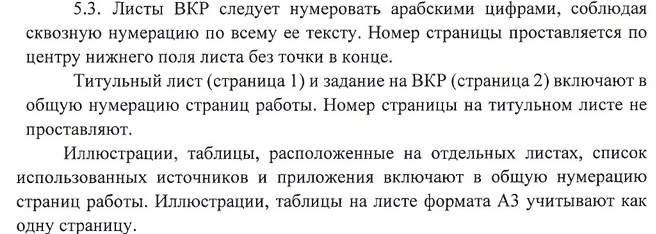 5.3. Листы ВКР следует нумеровать арабскими цифрами, соблюдая
сквозную нумерацию по всему ее тексту. Номер страницы проставляется по
центру нижнего поля листа без точки в конце.
Титульный лист (страница 1) и задание на ВКР (страница 2) включают в
общую нумерацию страниц работы. Номер страницы на титульном листе не
проставляют.
Иллюстрации, таблицы, расположенные на отдельных листах, список
использованных источников и приложения включают в общую нумерацию
страниц работы. Иллюстрации, таблицы на листе формата А3 учитывают как
одну страницу.